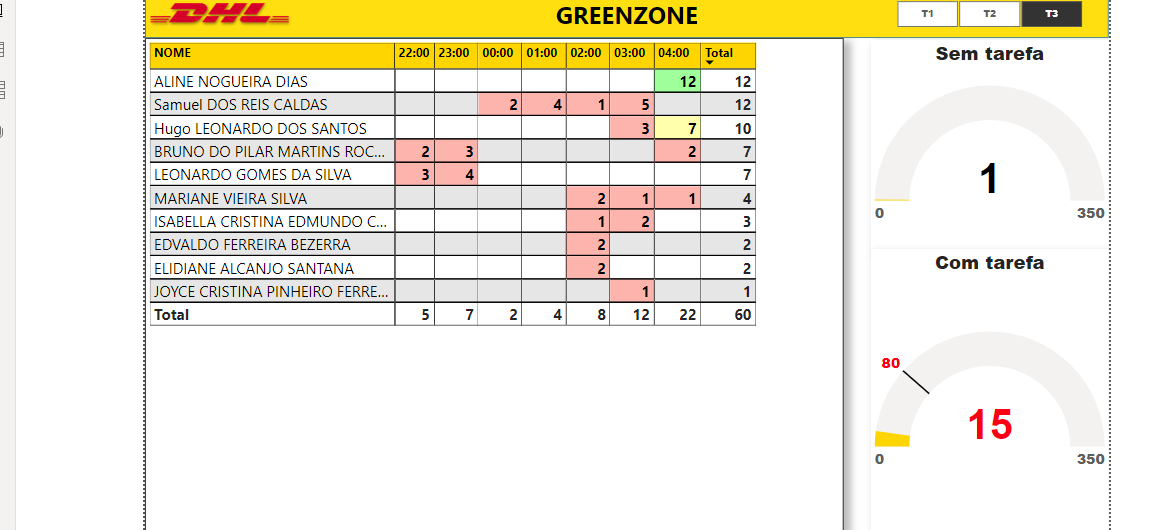 DHL GREENZONE T1 T2 T3
NOME 22:00 23:00 00:00 01:00 02:00 03:00 04:00 Total
ALINE NOGUEIRA DIAS 12 12
Samuel DOS REIS CALDAS 2 4 1 5 12
Hugo LEONARDO DOS SANTOS 3 7 10
BRUNO DO PILAR MARTINS ROC... 2 3 2 7
LEONARDO GOMES DA SILVA 3 4 7
MARIANE VIEIRA SILVA 2 1 1 4
ISABELLA CRISTINA EDMUNDO C... 1 2 3
EDVALDO FERREIRA BEZERRA 2 2
ELIDIANE ALCANJO SANTANA 2 2
JOYCE CRISTINA PINHEIRO FERRE... 1 1
Total 5 7 2 4 8 12 22 60
Sem tarefa
1
0 350
Com tarefa
80
15
0 350